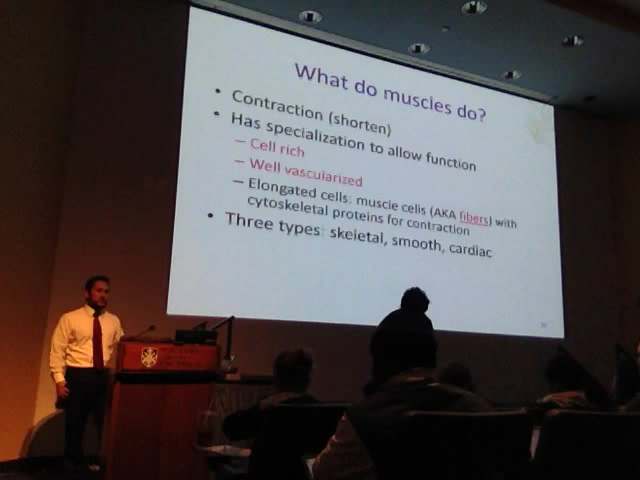 What do muscles do?
• Contraction (shorten)
• Has specialization to allow function
– Cell rich
– Well vascularized
– Elongated cells: muscle cells (AKA fibers) with
cytoskeletal proteins for contraction
• Three types: skeletal, smooth, cardiac